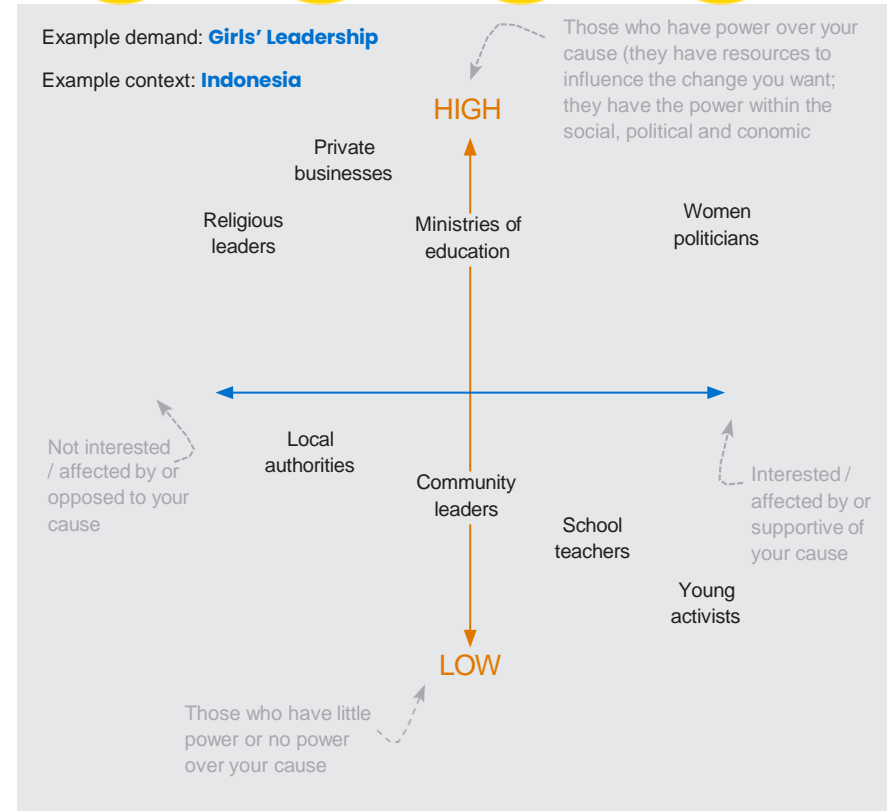 Example demand: Girls' Leadership
Example context: Indonesia
Those who have power over your
cause (they have resources to
influence the change you want;
they have the power within the
social, political and conomic
HIGH
Private
businesses
Religious
leaders
Ministries of
education
Women
politicians
Not interested
/ affected by or
opposed to your
cause
Local
authorities
Community
leaders
Interested /
affected by or
supportive of
your cause
School
teachers
Young
activists
LOW
Those who have little
power or no power
over your cause